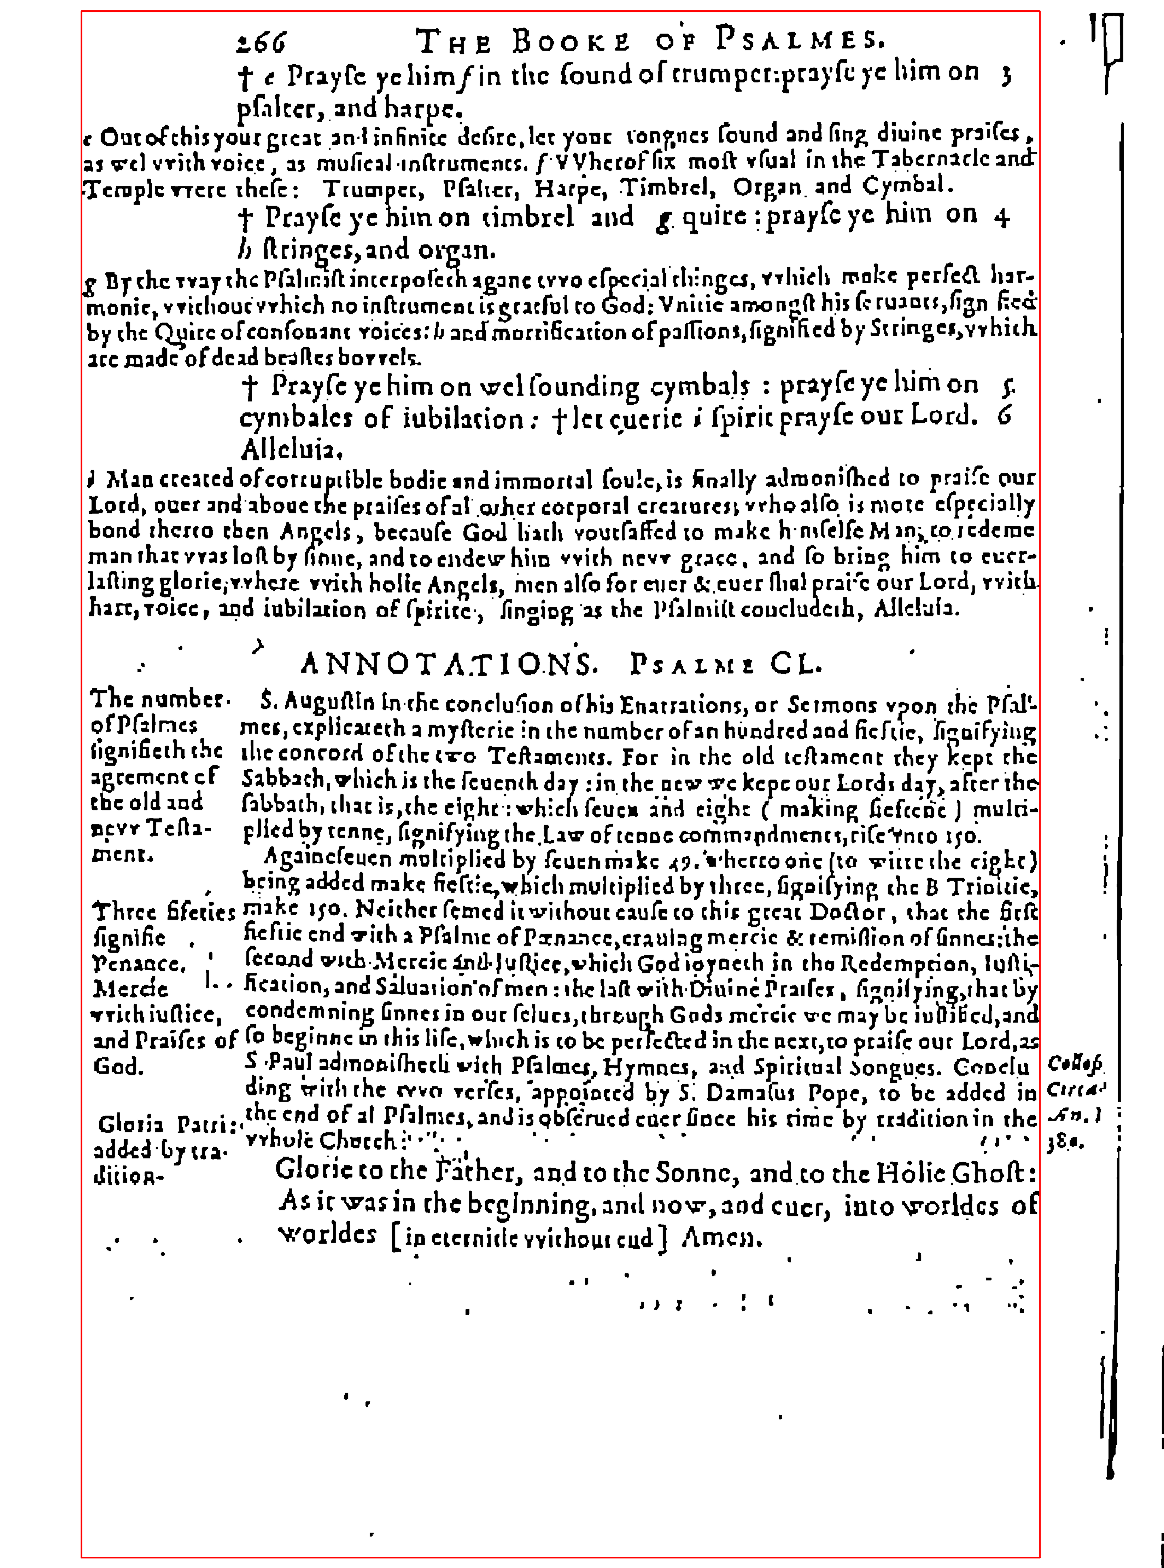 266 THE BOOKE OF PSALMES.
† e Prayſe ye him f in the ſound of trumpet: prayſe ye him on 3
pſalter, and harpe.
e Out of this your great and infinite deſire, let your tongues ſound and ſing diuine praiſes,
as wel vvith voice, as muſical inſtruments. f VVherof ſix moſt vſual in the Tabernacle and
Temple vvere theſe: Trumpet, Pſalter, Harpe, Timbrel, Organ and Cymbal.
† Prayſe ye him on timbrel and g quire: prayſe ye him on 4
h ſtringes, and organ.
g By the vvay the Pſalmiſt interpoſeth agane tvvo eſpecial thinges, vvhich make perfect har-
monie, vvithout vvhich no inſtrument is grateful to God: Vnitie amongſt his ſeruants, ſignified
by the Quire of conſonant voices: h and mortification of paſſions, ſignified by Stringes, vvhich
are made of dead beaſtes bovvels.
† Prayſe ye him on wel ſounding cymbals: prayſe ye him on 5.
cymbales of iubilation: † let euerie i ſpirit prayſe our Lord. 6
Alleluia.
i Man created of corruptible bodie and immortal ſoule, is finally admoniſhed to praiſe our
Lord, ouer and aboue the praiſes of al other corporal creatures; vvho alſo is more eſpecially
bond therto then Angels, becauſe God hath voutſaffed to make himſelfe Man, to redeme
man that vvas loſt by ſinne, and to endew him vvith nevv grace, and ſo bring him to euer-
laſting glorie; vvhere vvith holie Angels, men alſo for euer & euer ſhal praiſe our Lord, vvith
hart, voice, and iubilation of ſpirite, ſinging as the Pſalmiſt concludeth, Alleluia.
ANNOTATIONS. PSALME CL.
The number
of Pſalmes
ſignifieth the
agrement of
the old and
nevv Teſta-
ment.
S. Auguſtin in the concluſion of his Enarrations, or Sermons vpon the Pſal-
mes, explicateth a myſterie in the number of an hundred and fieftie, ſignifying
the concord of the two Teſtaments. For in the old teſtament they kept the
Sabbath, which is the ſeuenth day: in the new we kepe our Lords day, after the
ſabbath, that is, the eight: which ſeuen and eight (making fieftene) multi-
plied by tenne, ſignifying the Law of tenne commandments, riſe vnto 150.
Againe ſeuen multiplied by ſeuen make 49. wherto one (to witte the eight)
being added make fieftie, which multiplied by three, ſignifying the B Trinitie,
make 150. Neither ſemed it without cauſe to this great Doctor, that the firſt
fieftie end with a Pſalme of Pœnance, crauing mercie & remiſſion of ſinnes: the
ſecond with Mercie and Iuſtice, which God ioyneth in the Redemption, Iuſti-
fication, and Saluation of men: the laſt with Diuine Praiſes, ſignifying, that by
condemning ſinnes in our ſelues, through Gods mercie we may be iuſtified, and
ſo beginne in this life, which is to be perfected in the next, to praiſe our Lord, as
S. Paul admoniſheth with Pſalmes, Hymnes, and Spiritual Songues. Conclu
ding with the tvvo verſes, appointed by S. Damaſus Pope, to be added in
the end of al Pſalmes, and is obſerued euer ſince his time by tradition in the
vvhole Church:
Three fifeties
ſignifie
Penance,
Mercie
vvith iuſtice,
and Praiſes of
God.
Gloria Patri:
added by tra-
dition.
Circa
An.
380.
Glorie to the Father, and to the Sonne, and to the Holie Ghoſt:
As it was in the beginning, and now, and euer, into worldes of
worldes [in eternitie vvithout end] Amen.